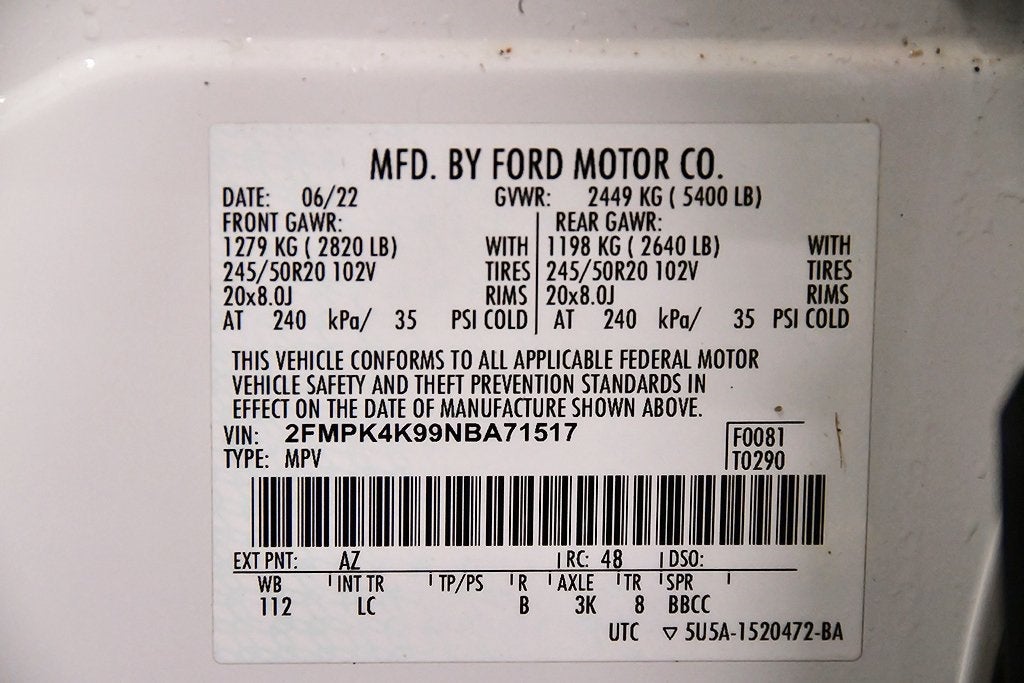 MFD. BY FORD MOTOR CO.
DATE: 06/22 GVWR: 2449 KG ( 5400 LB)
FRONT GAWR: REAR GAWR:
1279 KG ( 2820 LB) WITH 1198 KG ( 2640 LB) WITH
245/50R20 102V TIRES 245/50R20 102V TIRES
20x8.0J RIMS 20x8.0J RIMS
AT 240 kPa/ 35 PSI COLD AT 240 kPa/ 35 PSI COLD
THIS VEHICLE CONFORMS TO ALL APPLICABLE FEDERAL MOTOR
VEHICLE SAFETY AND THEFT PREVENTION STANDARDS IN
EFFECT ON THE DATE OF MANUFACTURE SHOWN ABOVE.
VIN: 2FMPK4K99NBA71517 F0081
TYPE: MPV T0290
EXT PNT: AZ RC: 48 DSO:
WB INT TR TP/PS R AXLE TR SPR
112 LC B 3K 8 BBCC
UTC ▽ 5U5A-1520472-BA